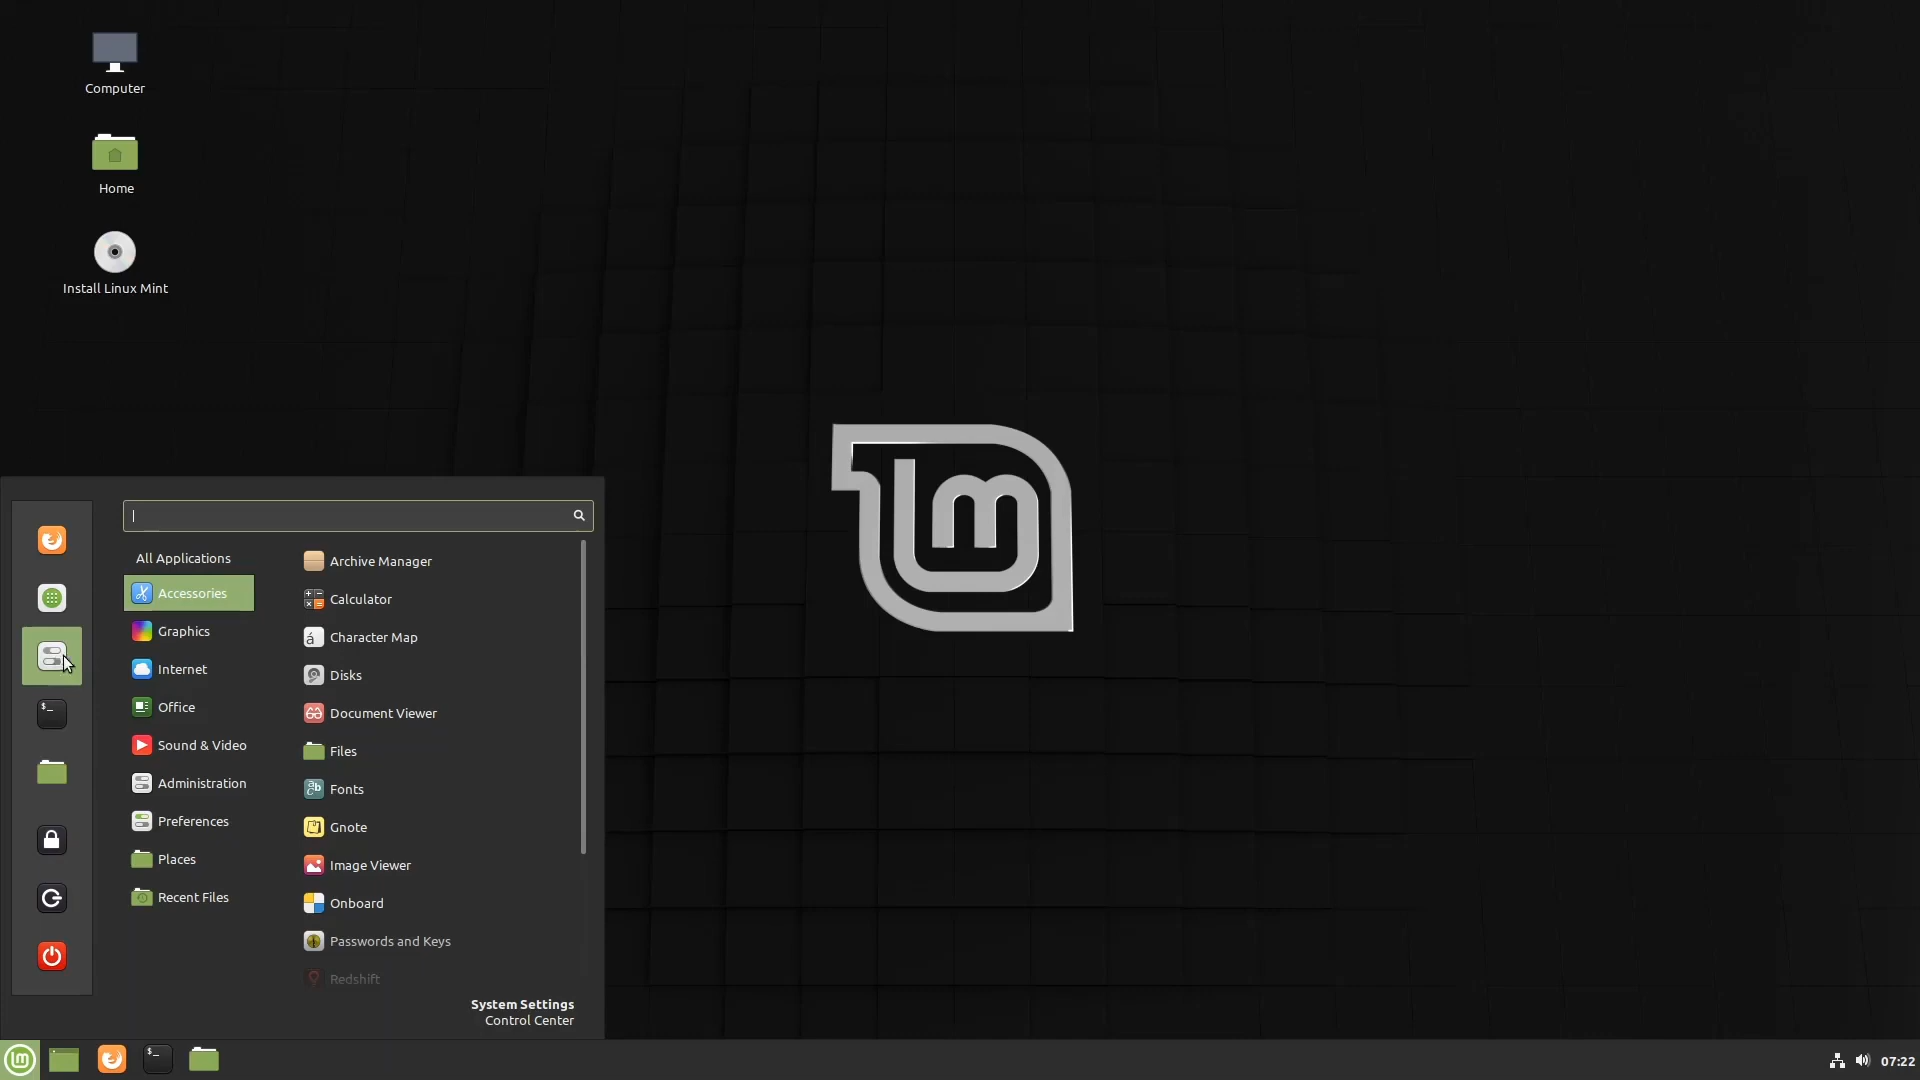 Computer
Home
Install Linux Mint
All Applications
Accessories
Graphics
Internet
Office
Sound & Video
Administration
Preferences
Places
Recent Files
Archive Manager
Calculator
Character Map
Disks
Document Viewer
Files
Fonts
Gnote
Image Viewer
Onboard
Passwords and Keys
Redshift
System Settings
Control Center
lm
07:22